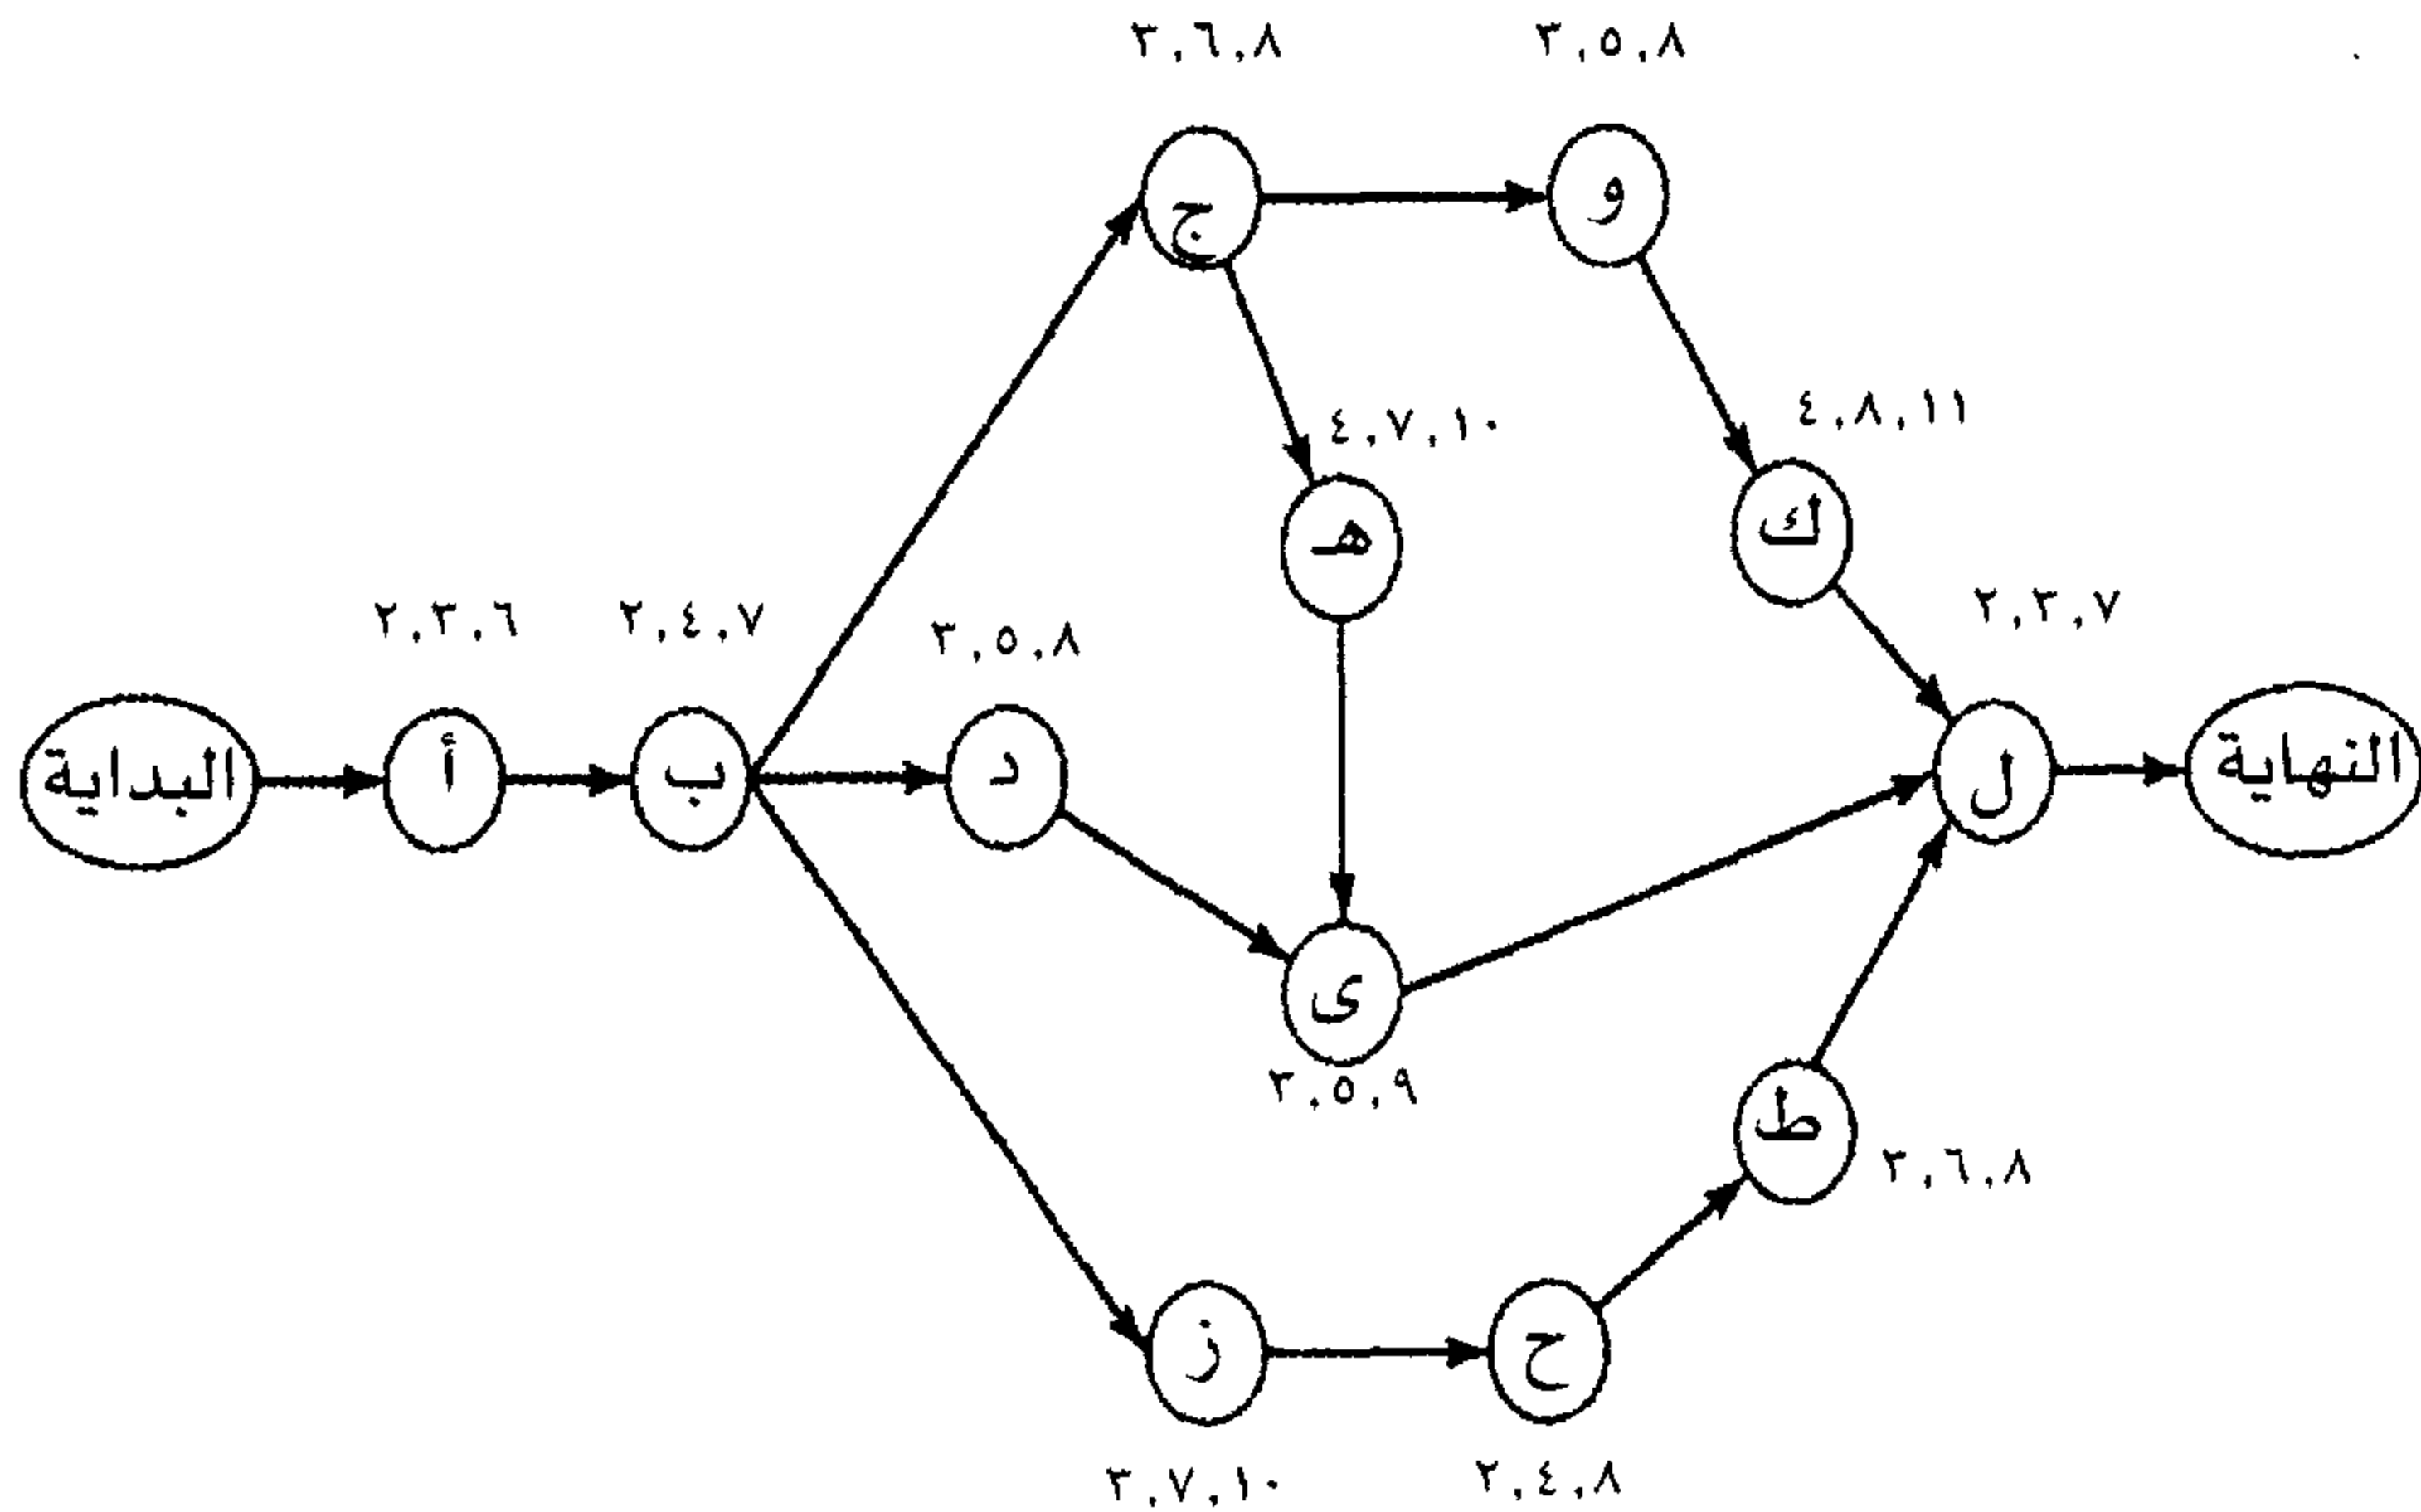 ٣,٦,٨
٣,٥,٨
ج
و
٤,٧,١٠
٤,٨,١١
هـ
ك
٢,٣,٦
٢,٤,٧
٣,٥,٨
٢,٣,٧
البداية
أ
ب
د
ل
النهاية
ى
٣,٥,٩
ط
٣,٦,٨
ز
ح
٣,٧,١٠
٢,٤,٨